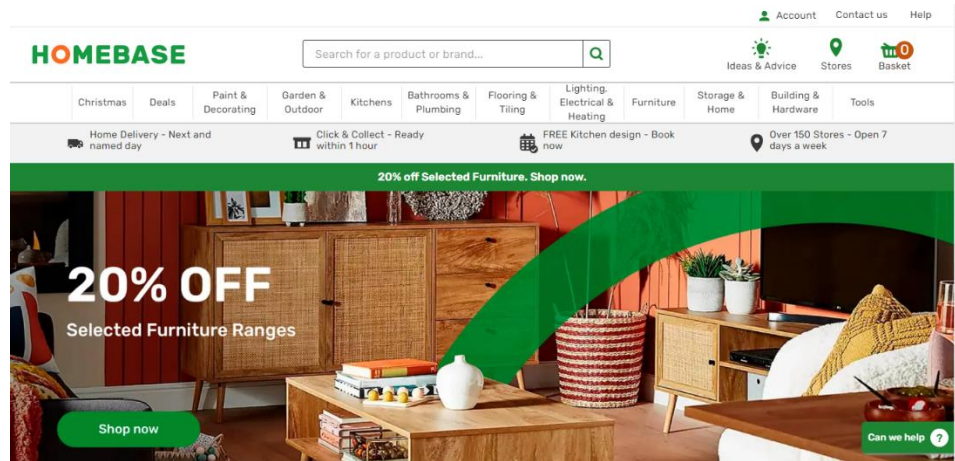 Account Contact us Help
HOMEBASE
Search for a product or brand...
Ideas & Advice Stores 0 Basket
Christmas
Deals
Paint &
Decorating
Garden &
Outdoor
Kitchens
Bathrooms &
Plumbing
Flooring &
Tiling
Lighting.
Electrical &
Heating
Furniture
Storage &
Home
Building &
Hardware
Tools
Home Delivery - Next and
named day
Click & Collect - Ready
within 1 hour
FREE Kitchen design - Book
now
Over 150 Stores - Open 7
days a week
20% off Selected Furniture. Shop now.
20% OFF
Selected Furniture Ranges
Shop now
Can we help ?